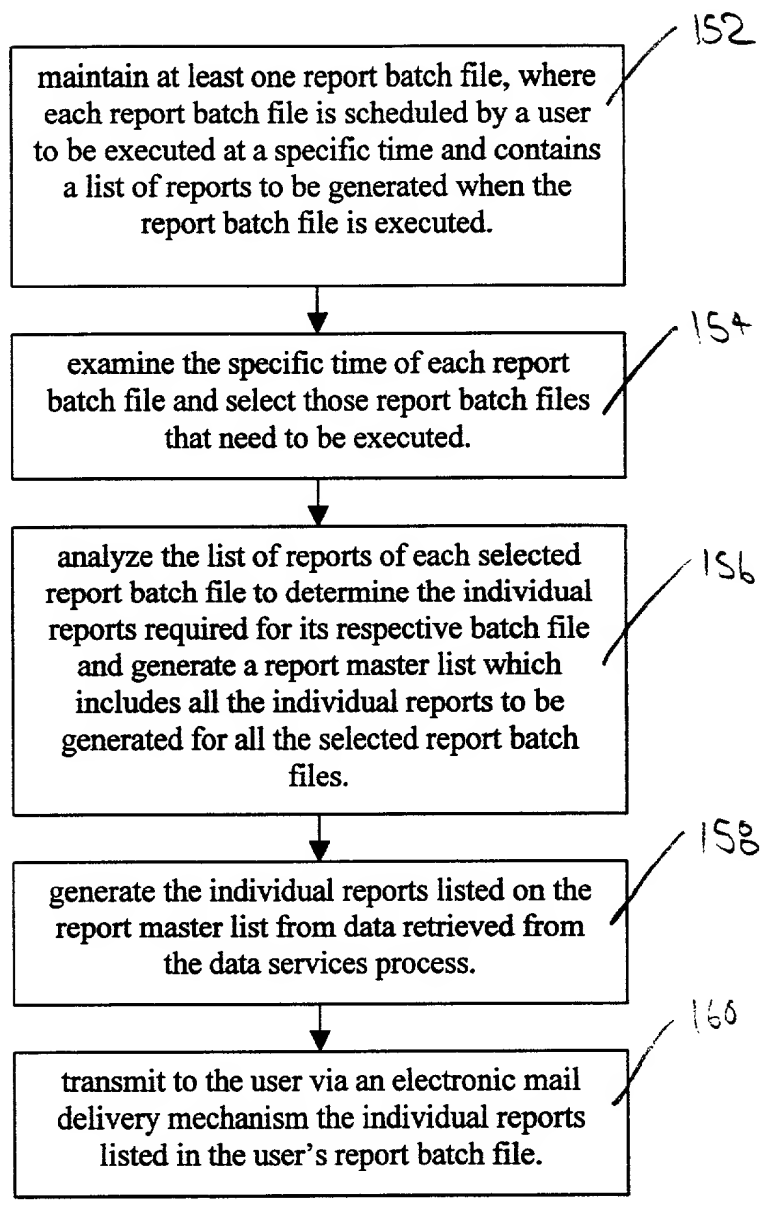 152
maintain at least one report batch file, where
each report batch file is scheduled by a user
to be executed at a specific time and contains
a list of reports to be generated when the
report batch file is executed.
154
examine the specific time of each report
batch file and select those report batch files
that need to be executed.
156
analyze the list of reports of each selected
report batch file to determine the individual
reports required for its respective batch file
and generate a report master list which
includes all the individual reports to be
generated for all the selected report batch
files.
158
generate the individual reports listed on the
report master list from data retrieved from
the data services process.
160
transmit to the user via an electronic mail
delivery mechanism the individual reports
listed in the user's report batch file.